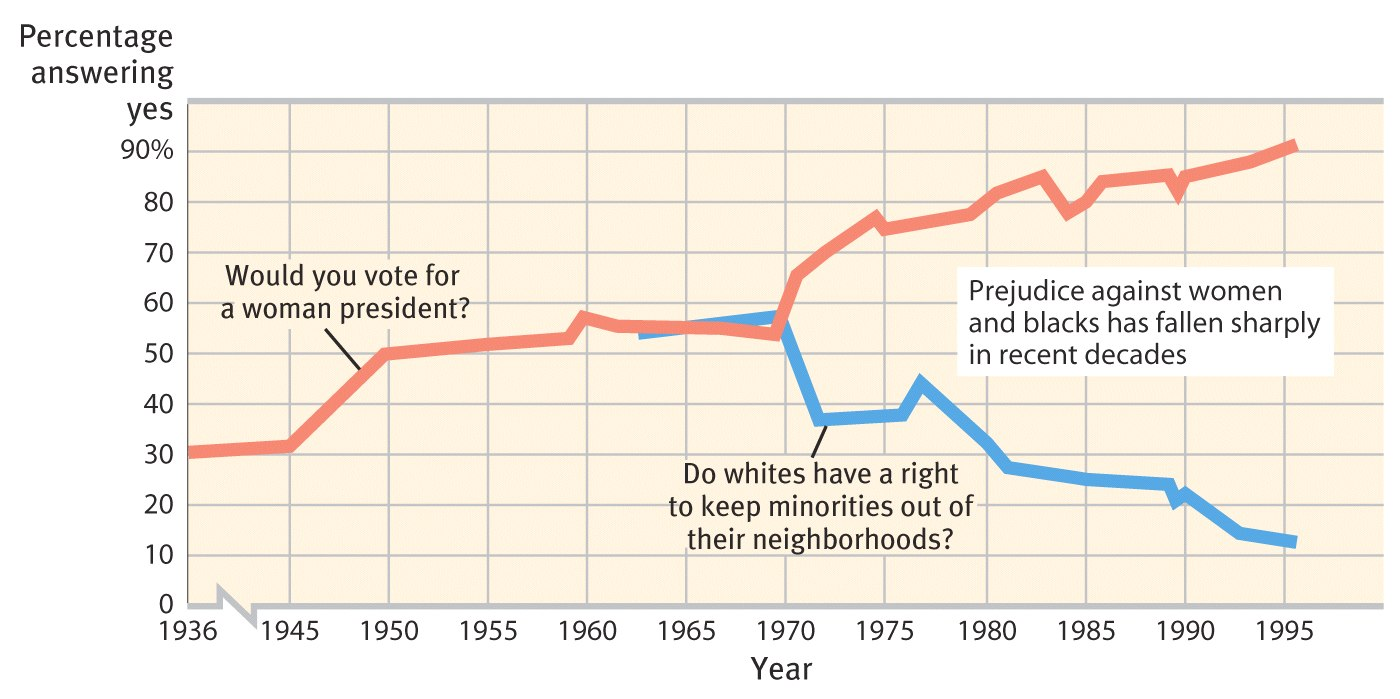 Percentage
answering
yes
90%
80
70
60
50
40
30
20
10
0
Would you vote for
a woman president?
Prejudice against women
and blacks has fallen sharply
in recent decades
Do whites have a right
to keep minorities out of
their neighborhoods?
1936 1945 1950 1955 1960 1965 1970 1975 1980 1985 1990 1995
Year